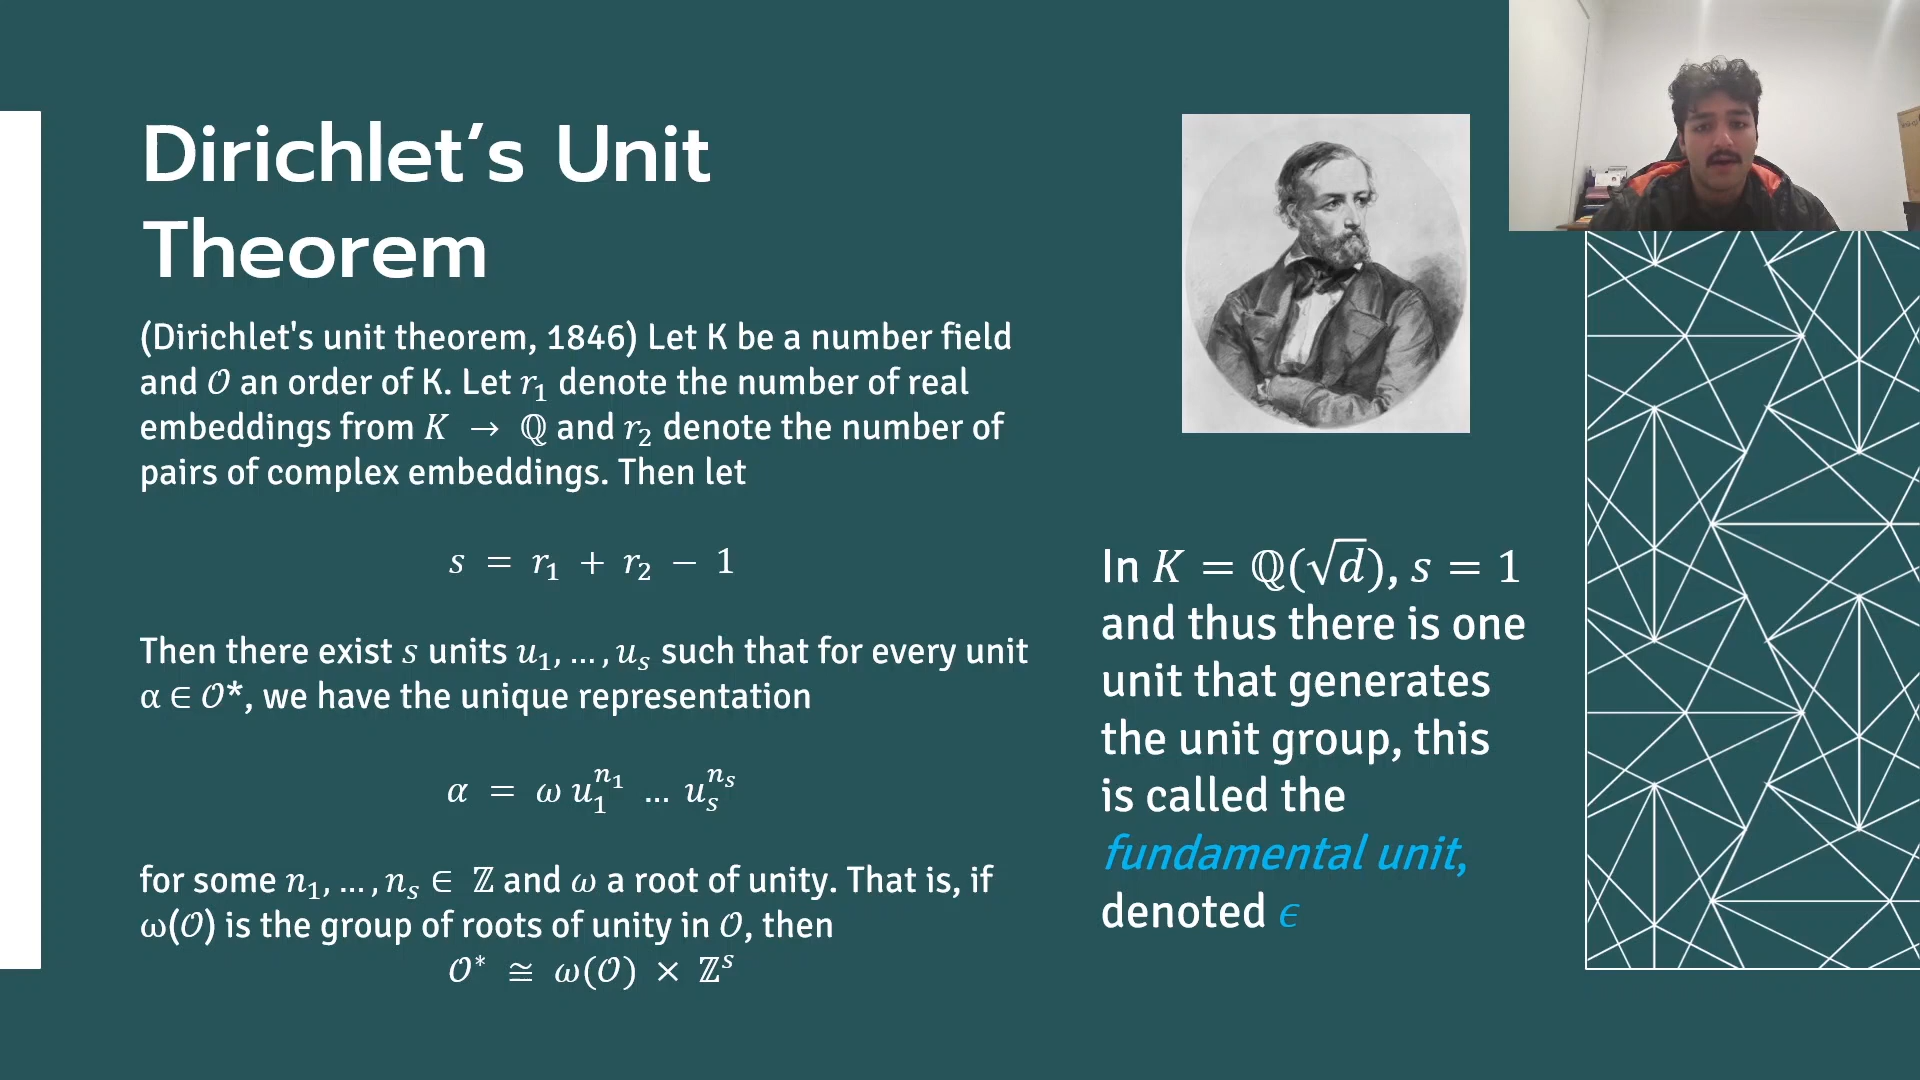 Dirichlet’s Unit
Theorem
(Dirichlet's unit theorem, 1846) Let K be a number field
and 𝒪 an order of K. Let r₁ denote the number of real
embeddings from K → ℚ and r₂ denote the number of
pairs of complex embeddings. Then let
s = r₁ + r₂ − 1
Then there exist s units u₁, … , uₛ such that for every unit
α ∈ 𝒪*, we have the unique representation
α = ω u₁^{n₁} … uₛ^{nₛ}
for some n₁, … , nₛ ∈ ℤ and ω a root of unity. That is, if
ω(𝒪) is the group of roots of unity in 𝒪, then
𝒪* ≅ ω(𝒪) × ℤˢ
In K = ℚ(√d), s = 1
and thus there is one
unit that generates
the unit group, this
is called the
fundamental unit,
denoted ϵ